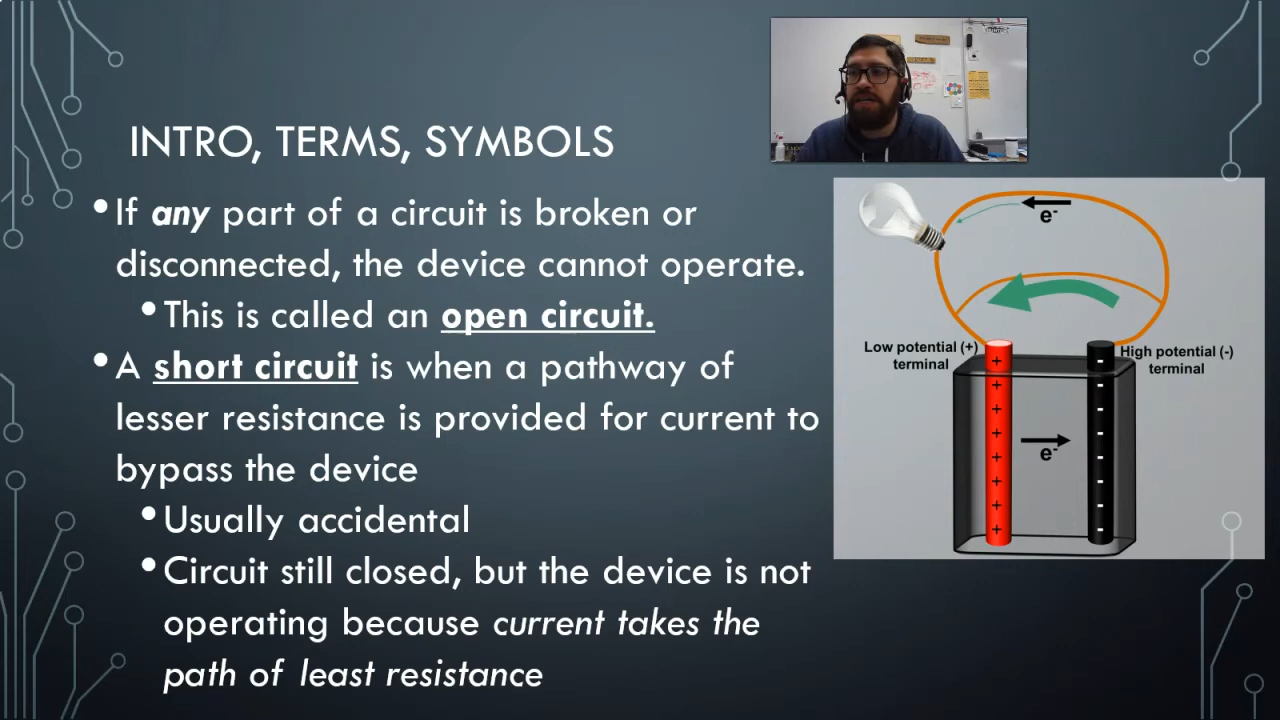 INTRO, TERMS, SYMBOLS
• If any part of a circuit is broken or
disconnected, the device cannot operate.
• This is called an open circuit.
• A short circuit is when a pathway of
lesser resistance is provided for current to
bypass the device
• Usually accidental
• Circuit still closed, but the device is not
operating because current takes the
path of least resistance
e-
Low potential (+)
terminal
High potential (-)
terminal
+ -
+ -
+ -
+ -
e-
+ -
+ -
+ -
+ -